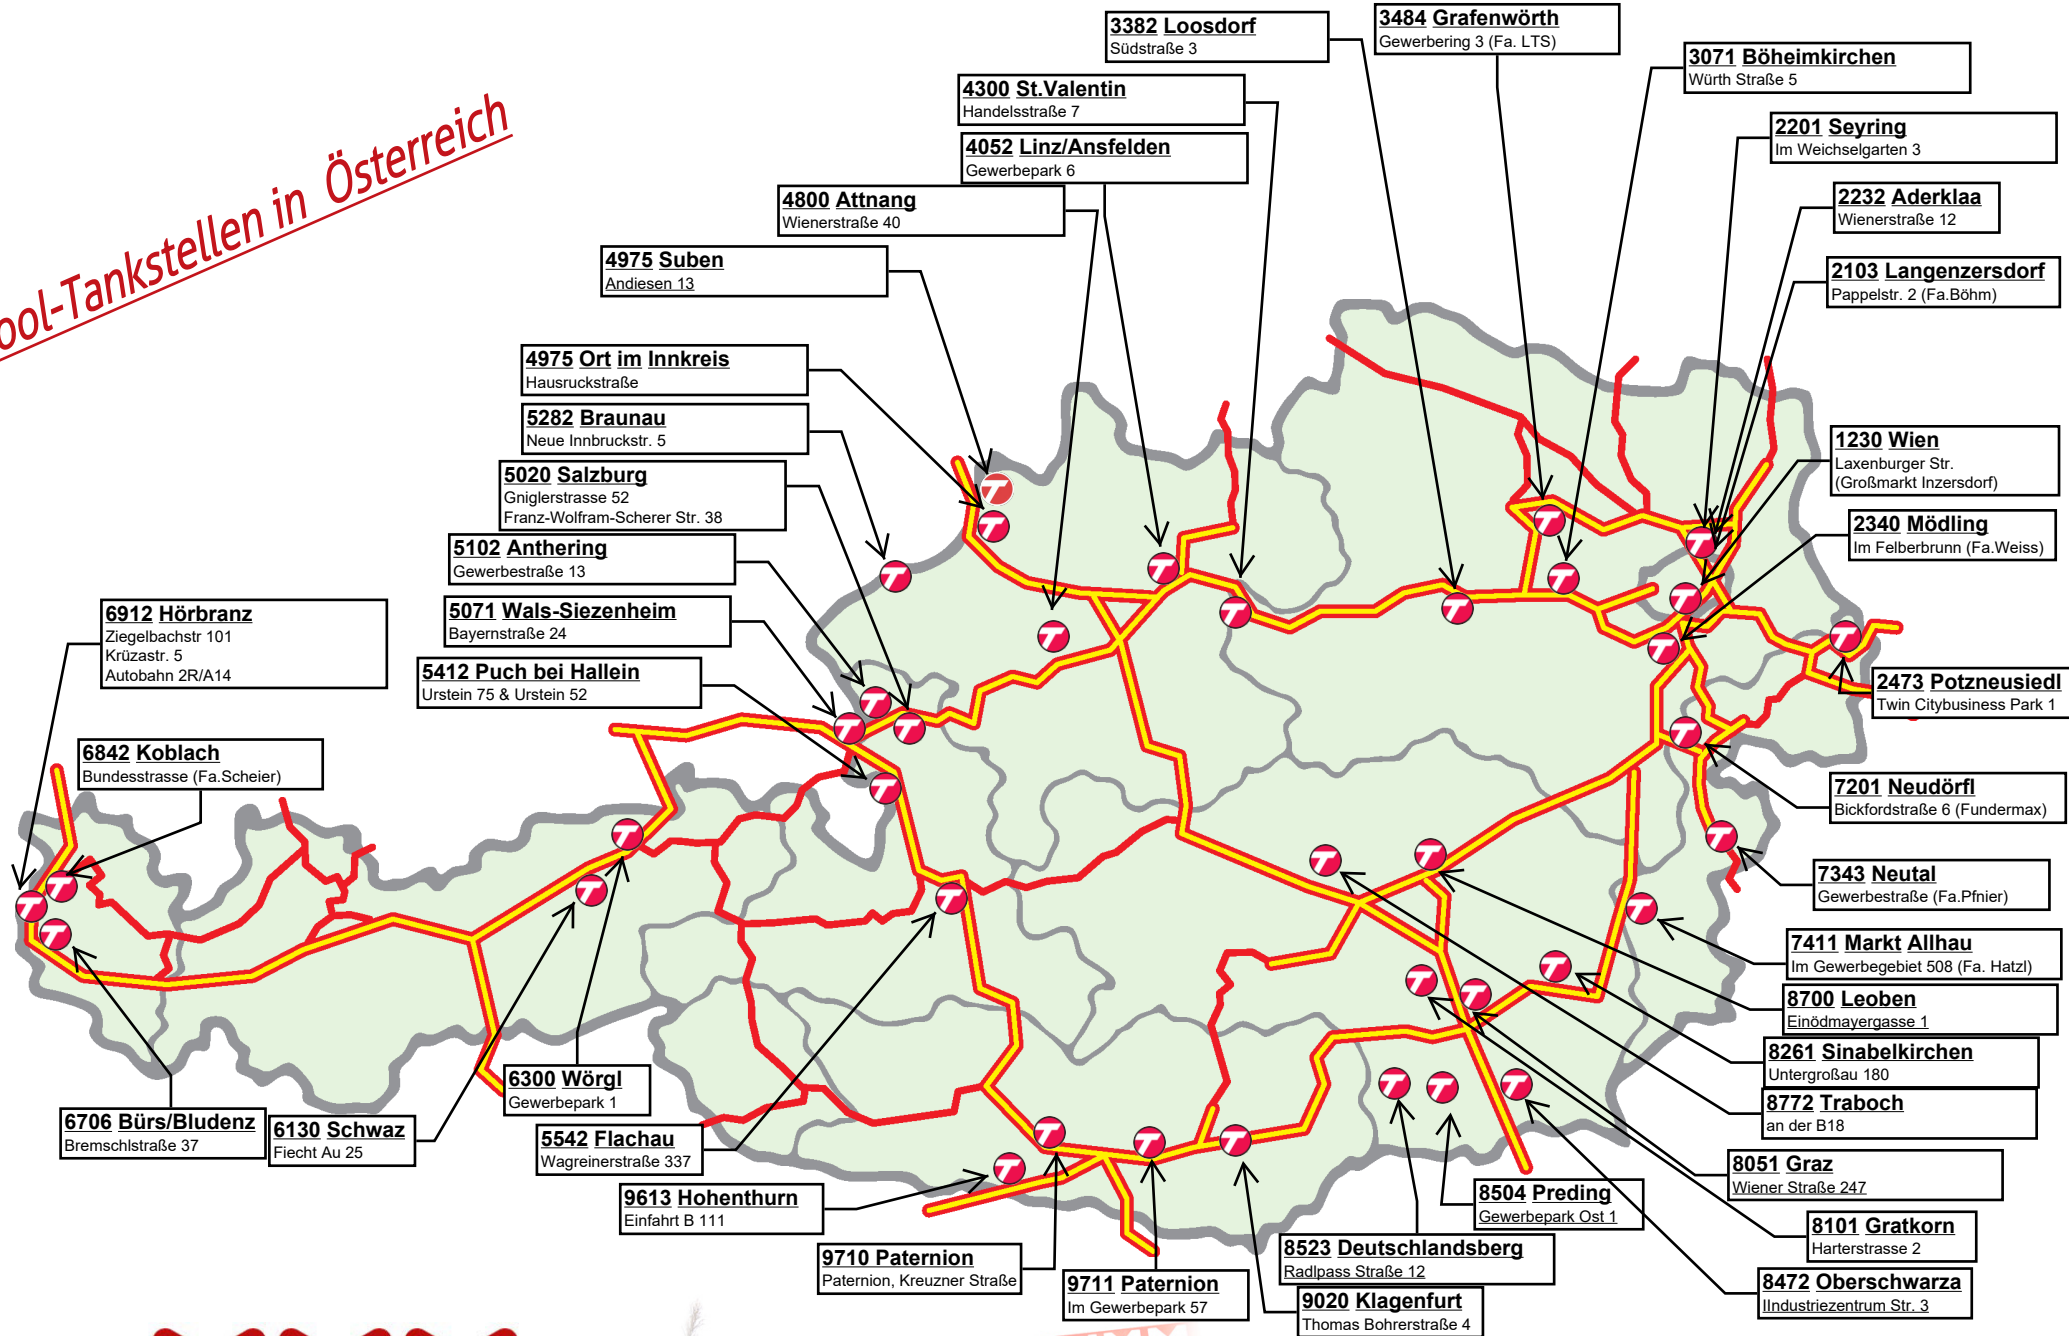 ool-Tankstellen in Österreich
3382 Loosdorf
Südstraße 3
3484 Grafenwörth
Gewerbering 3 (Fa. LTS)
3071 Böheimkirchen
Würth Straße 5
4300 St.Valentin
Handelsstraße 7
2201 Seyring
Im Weichselgarten 3
4052 Linz/Ansfelden
Gewerbepark 6
4800 Attnang
Wienerstraße 40
2232 Aderklaa
Wienerstraße 12
4975 Suben
Andiesen 13
2103 Langenzersdorf
Pappelstr. 2 (Fa.Böhm)
4975 Ort im Innkreis
Hausruckstraße
5282 Braunau
Neue Innbruckstr. 5
1230 Wien
Laxenburger Str.
(Großmarkt Inzersdorf)
5020 Salzburg
Gniglerstrasse 52
Franz-Wolfram-Scherer Str. 38
2340 Mödling
Im Felberbrunn (Fa.Weiss)
5102 Anthering
Gewerbestraße 13
5071 Wals-Siezenheim
Bayernstraße 24
6912 Hörbranz
Ziegelbachstr 101
Krüzastr. 5
Autobahn 2R/A14
5412 Puch bei Hallein
Urstein 75 & Urstein 52
2473 Potzneusiedl
Twin Citybusiness Park 1
6842 Koblach
Bundesstrasse (Fa.Scheier)
7201 Neudörfl
Bickfordstraße 6 (Fundermax)
7343 Neutal
Gewerbestraße (Fa.Pfnier)
7411 Markt Allhau
Im Gewerbegebiet 508 (Fa. Hatzl)
8700 Leoben
Einödmayergasse 1
8261 Sinabelkirchen
Untergroßau 180
8772 Traboch
an der B18
6300 Wörgl
Gewerbepark 1
6706 Bürs/Bludenz
Bremschlstraße 37
6130 Schwaz
Fiecht Au 25
5542 Flachau
Wagreinerstraße 337
8051 Graz
Wiener Straße 247
9613 Hohenthurn
Einfahrt B 111
8504 Preding
Gewerbepark Ost 1
8101 Gratkorn
Harterstrasse 2
9710 Paternion
Paternion, Kreuzner Straße
8523 Deutschlandsberg
Radlpass Straße 12
9711 Paternion
Im Gewerbepark 57
8472 Oberschwarza
IIndustriezentrum Str. 3
9020 Klagenfurt
Thomas Bohrerstraße 4